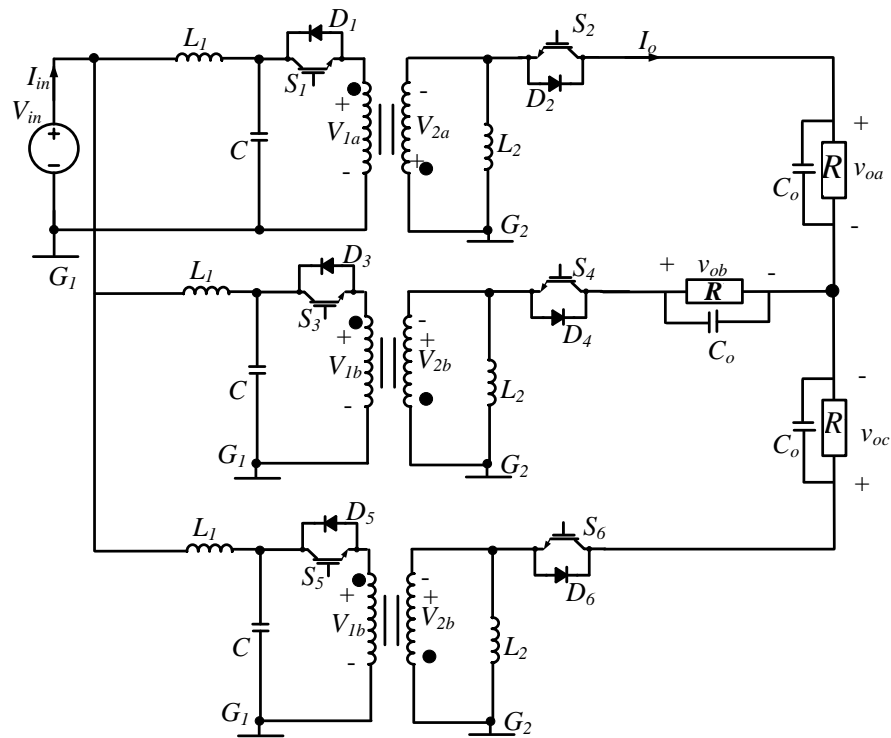 L1 D1 S1 S2 Io
Iin
Vin
+
-
C
+ V1a -
- V2a +
L2
D2
Co R
+
voa
-
G1
G2
L1 D3 S3 S4
+ vob -
R
Co
D4
C
+ V1b -
- + V2b
L2
G1
G2
-
Co R voc
+
L1 D5 S5 S6
D6
C
+ V1b -
- + V2b
L2
G1
G2